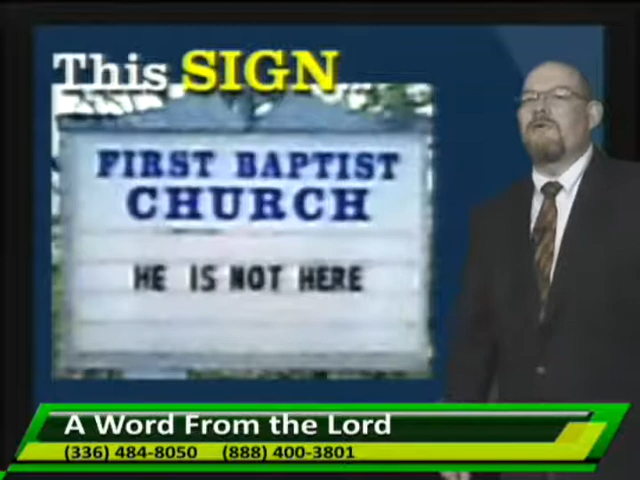 This SIGN
FIRST BAPTIST
CHURCH
HE IS NOT HERE
A Word From the Lord
(336) 484-8050 (888) 400-3801